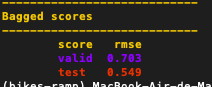 ------------------------------
Bagged scores
------------------------------
score rmse
valid 0.703
test 0.549
(bikes-ramp) MacBook-Air-de-Ma